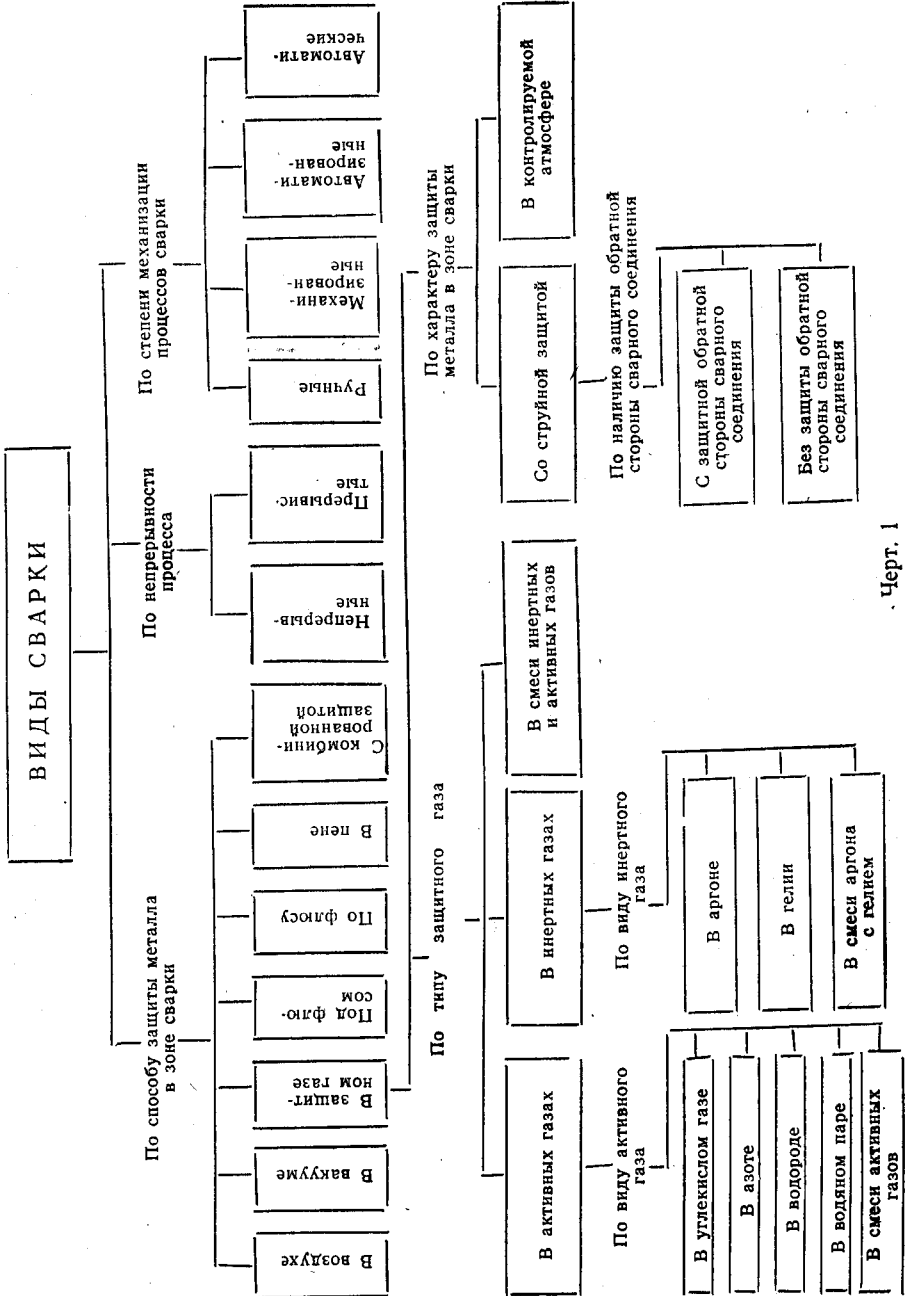 ВИДЫ СВАРКИ
По способу защиты металла
в зоне сварки
По непрерывности
процесса
По степени механизации
процессов сварки
В воздухе
В вакууме
В защит-
ном газе
Под флю-
сом
По флюсу
В пене
С комбини-
рованной
защитой
Непрерыв-
ные
Прерывис-
тые
Ручные
Механи-
зирован-
ные
Автомати-
зирован-
ные
Автомати-
ческие
По типу защитного газа
По характеру защиты
металла в зоне сварки
В активных газах
В инертных газах
В смеси инертных
и активных газов
Со струйной защитой
В контролируемой
атмосфере
По виду активного
газа
В углекислом газе
В азоте
В водороде
В водяном паре
В смеси активных
газов
По виду инертного
газа
В аргоне
В гелии
В смеси аргона
с гелием
По наличию защиты обратной
стороны сварного соединения
С защитной обратной
стороны сварного
соединения
Без защиты обратной
стороны сварного
соединения
Черт. 1